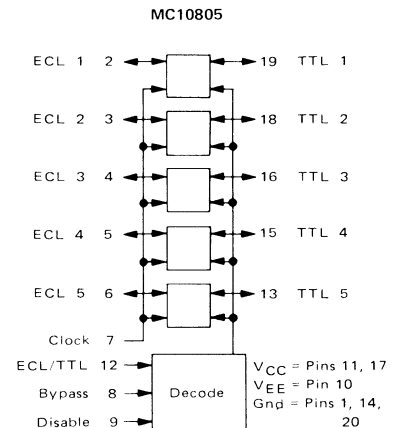 MC10805
ECL 1 2 19 TTL 1
ECL 2 3 18 TTL 2
ECL 3 4 16 TTL 3
ECL 4 5 15 TTL 4
ECL 5 6 13 TTL 5
Clock 7
ECL/TTL 12
Bypass 8
Disable 9
Decode
VCC = Pins 11, 17
VEE = Pin 10
Gnd = Pins 1, 14,
20